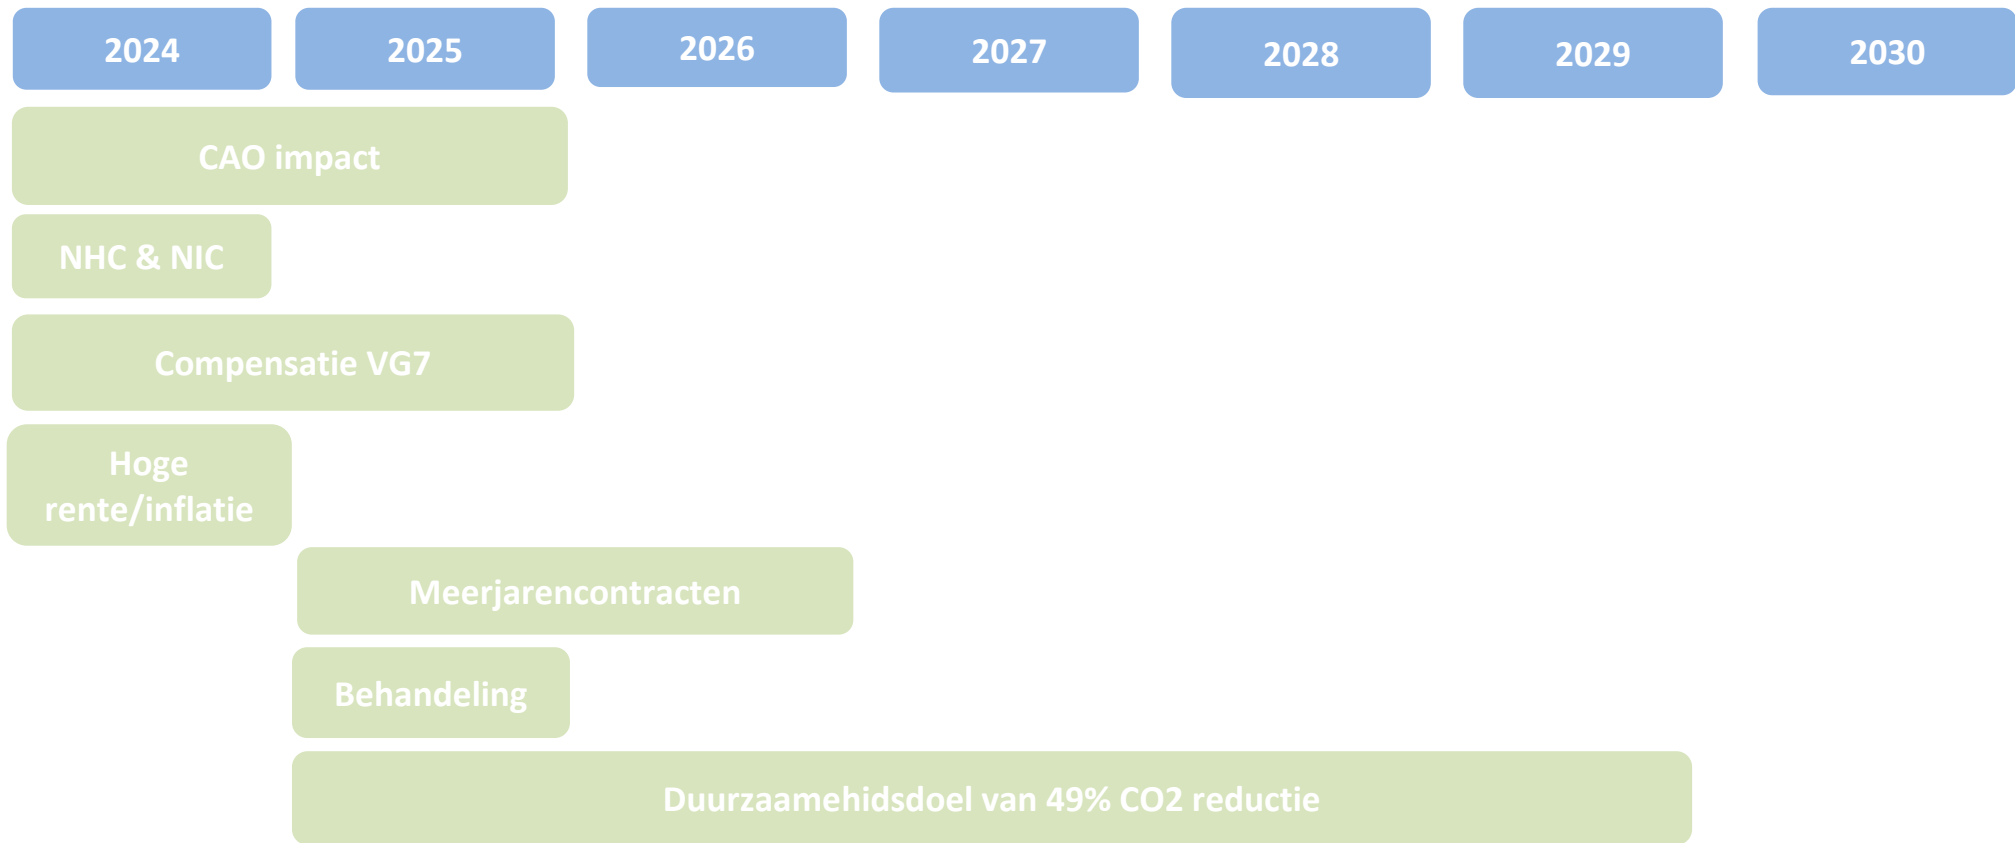 2024 2025 2026 2027 2028 2029 2030
CAO impact
NHC & NIC
Compensatie VG7
Hoge
rente/inflatie
Meerjarencontracten
Behandeling
Duurzaamehidsdoel van 49% CO2 reductie